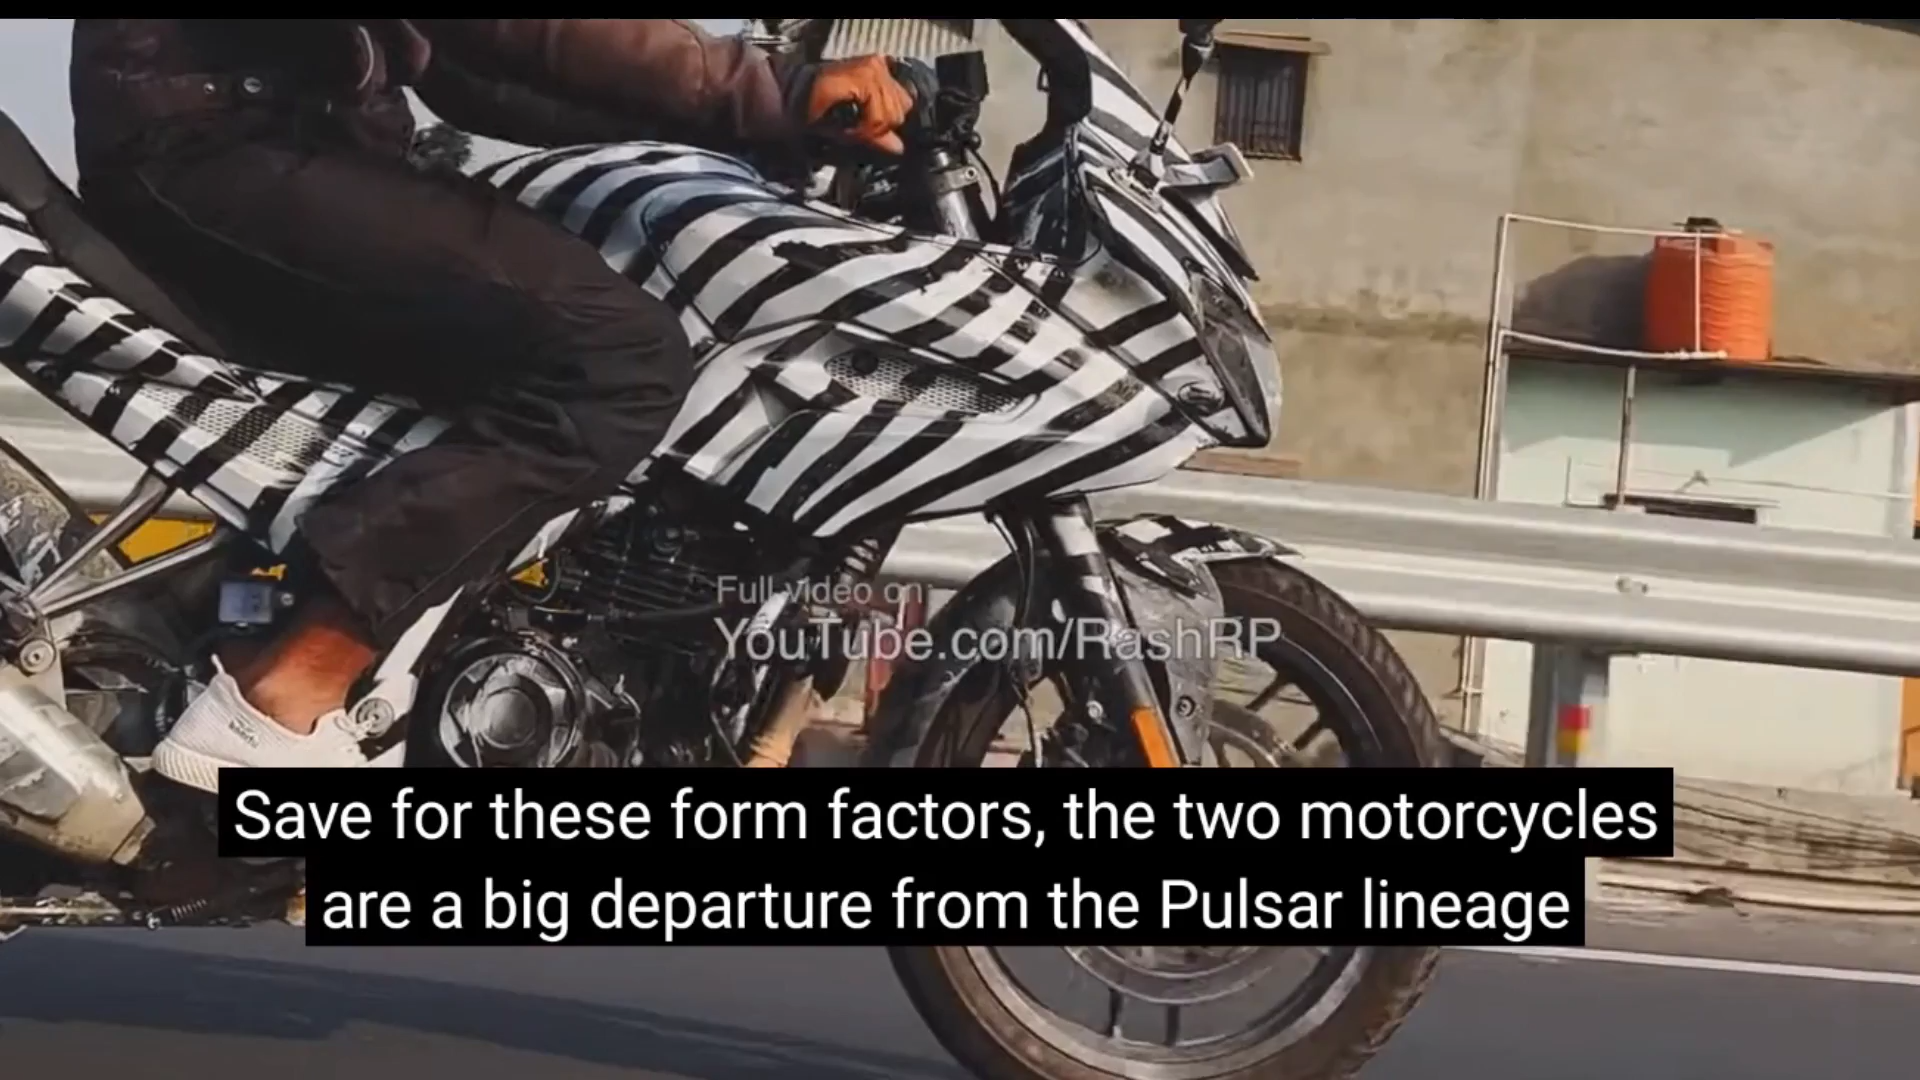 Full video on:
YouTube.com/RashRP
Save for these form factors, the two motorcycles
are a big departure from the Pulsar lineage